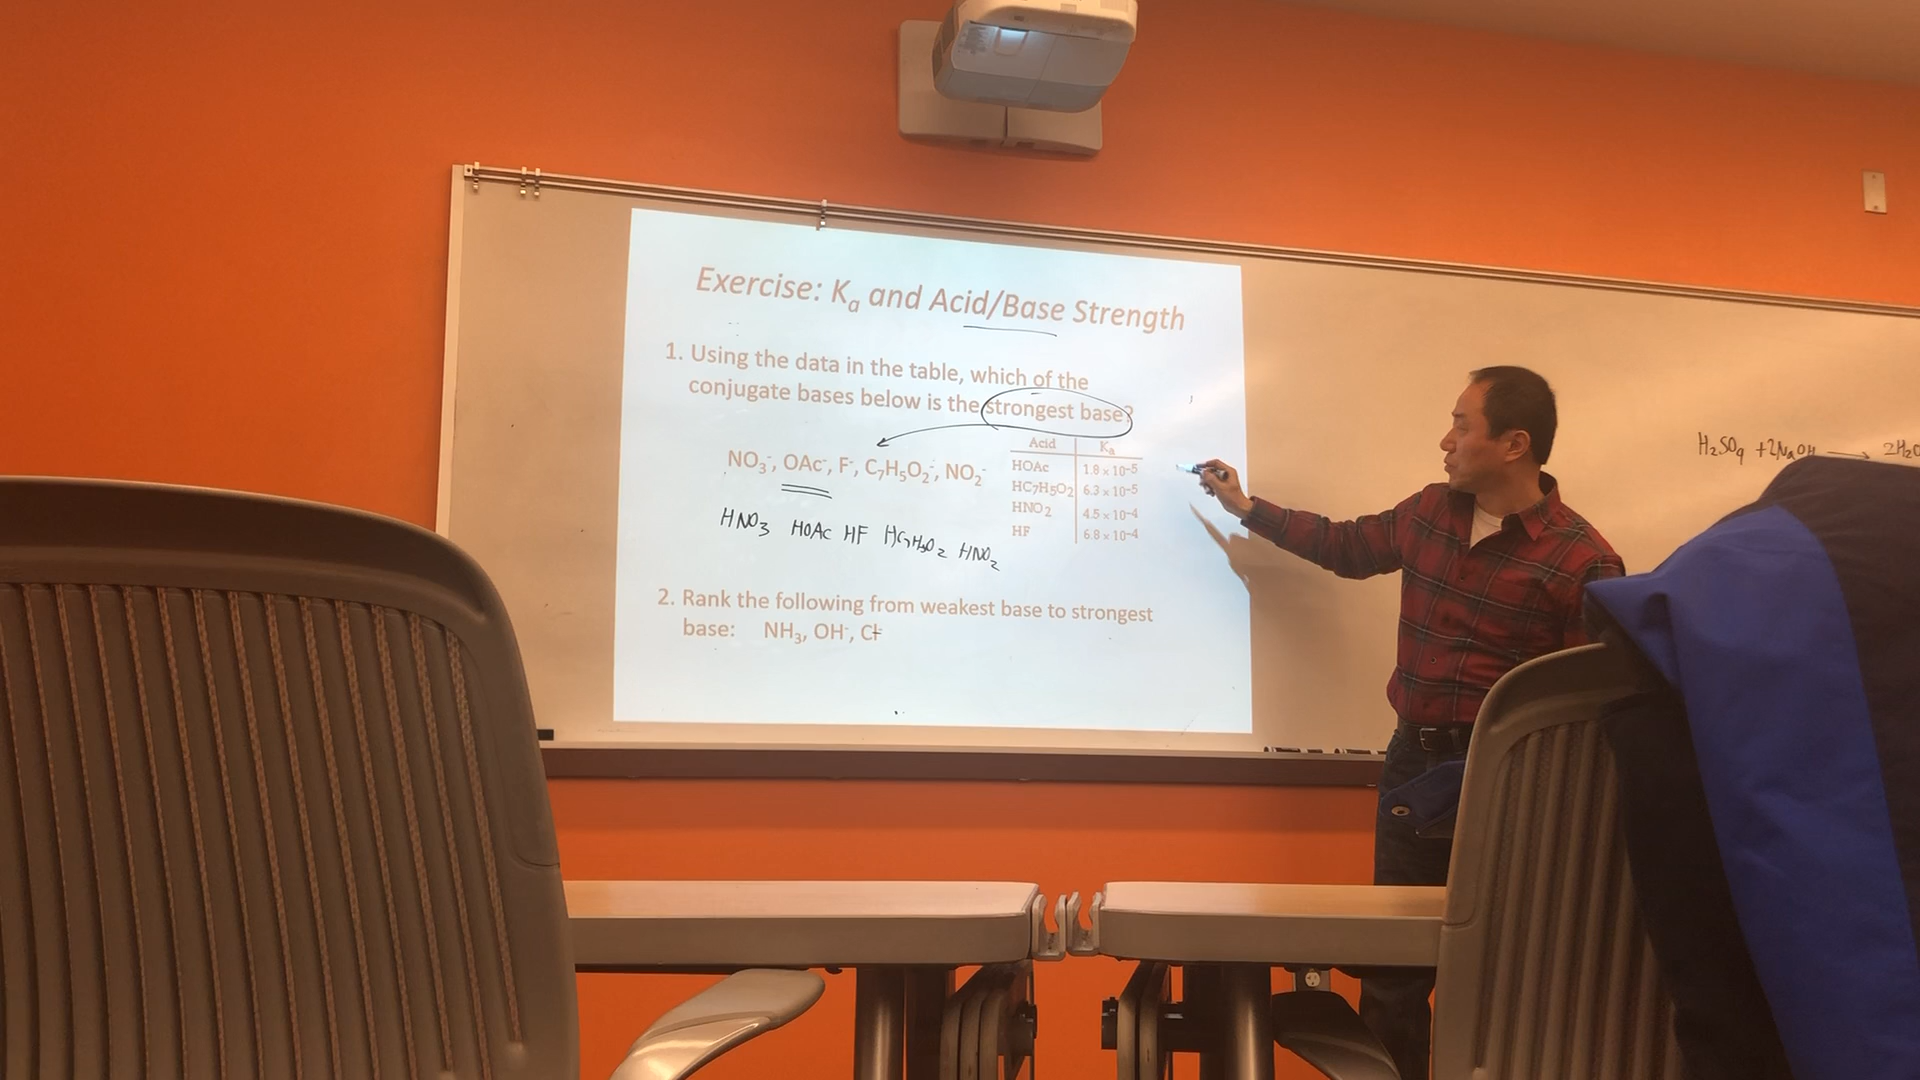 Exercise: Kₐ and Acid/Base Strength
1. Using the data in the table, which of the
conjugate bases below is the strongest base?
NO₃⁻, OAc⁻, F⁻, C₇H₅O₂⁻, NO₂⁻
Acid Kₐ
HOAc 1.8 × 10⁻⁵
HC₇H₅O₂ 6.3 × 10⁻⁵
HNO₂ 4.5 × 10⁻⁴
HF 6.8 × 10⁻⁴
HNO₃ HOAc HF HC₇H₅O₂ HNO₂
2. Rank the following from weakest base to strongest
base: NH₃, OH⁻, Cl⁻
H₂SO₄ + 2NaOH → 2H₂O